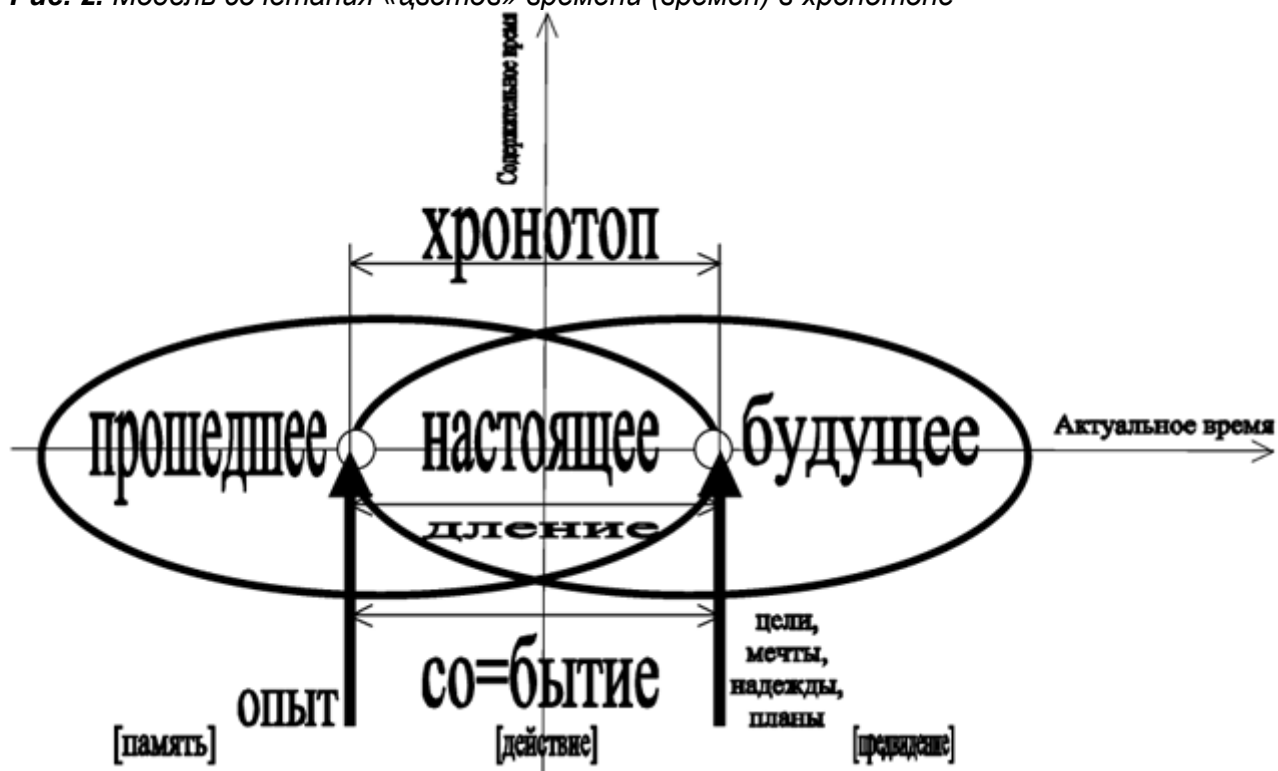 Рис. 2. Модель сочетания «цветов» времени (времен) в хронотопе
Содержательное время
хронотоп
прошедшее
настоящее
будущее
Актуальное время
дление
цели,
мечты,
надежды,
планы
со=бытие
опыт
[память]
[действие]